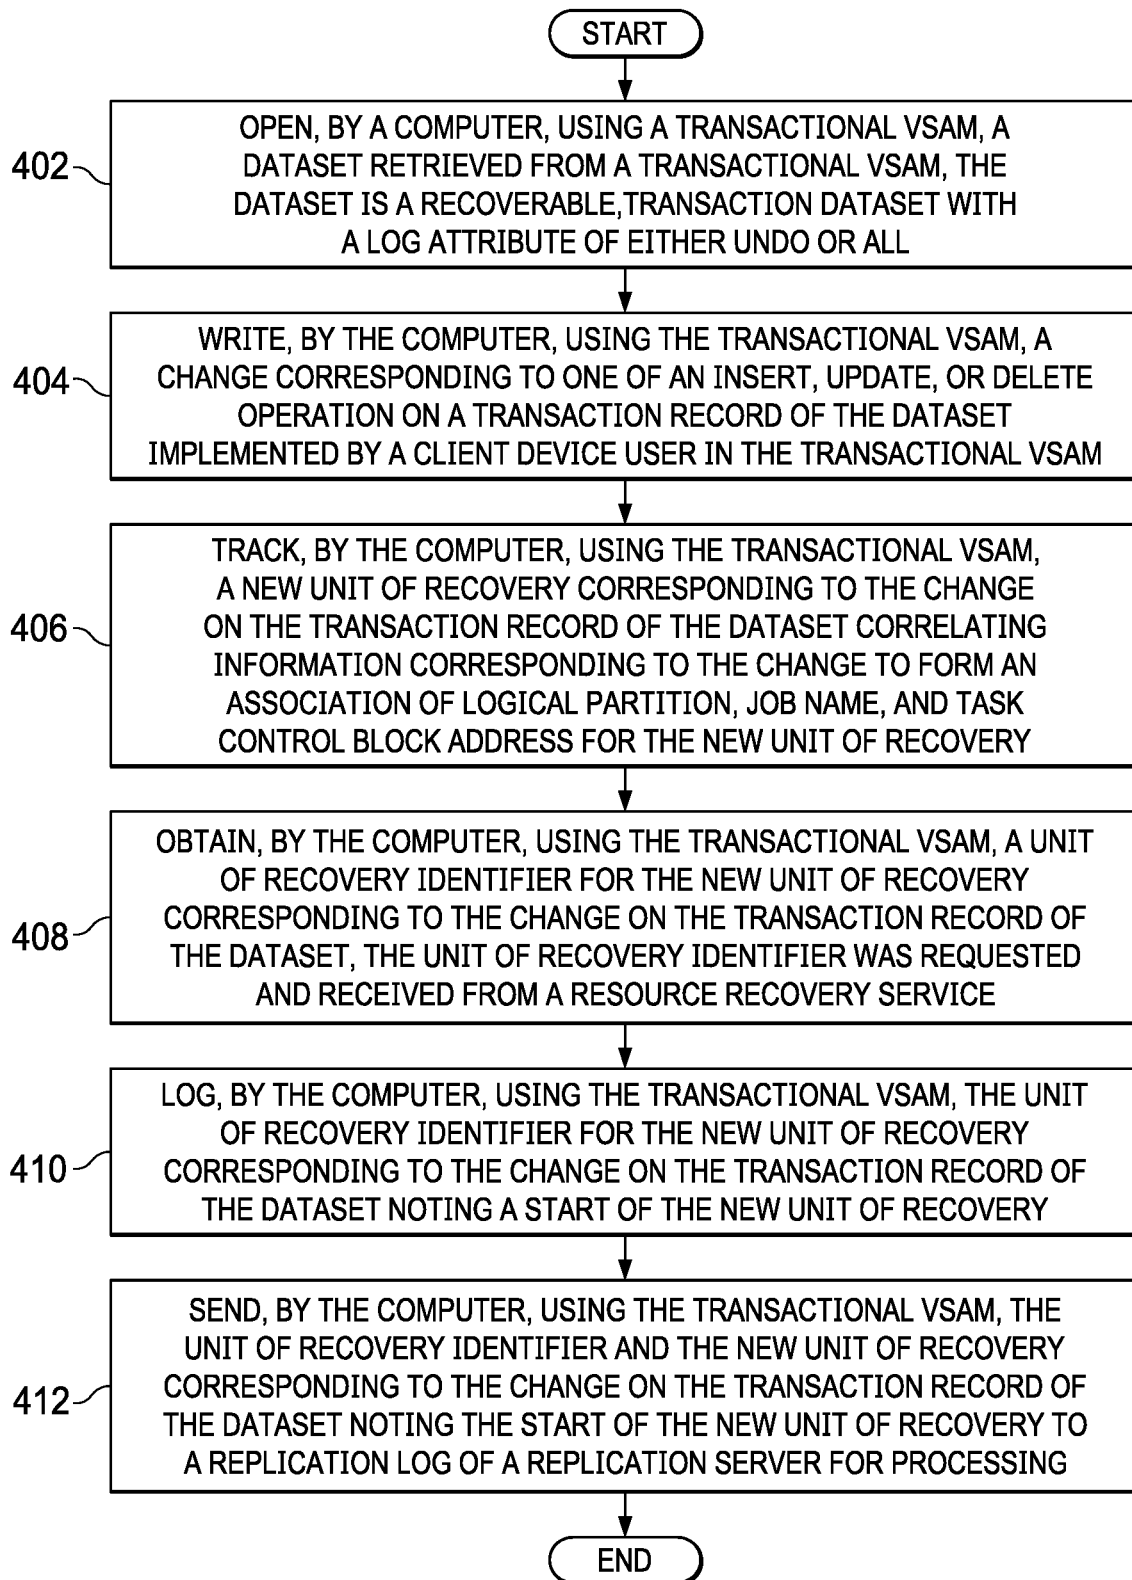 START
OPEN, BY A COMPUTER, USING A TRANSACTIONAL VSAM, A
DATASET RETRIEVED FROM A TRANSACTIONAL VSAM, THE
DATASET IS A RECOVERABLE,TRANSACTION DATASET WITH
A LOG ATTRIBUTE OF EITHER UNDO OR ALL
402
WRITE, BY THE COMPUTER, USING THE TRANSACTIONAL VSAM, A
CHANGE CORRESPONDING TO ONE OF AN INSERT, UPDATE, OR DELETE
OPERATION ON A TRANSACTION RECORD OF THE DATASET
IMPLEMENTED BY A CLIENT DEVICE USER IN THE TRANSACTIONAL VSAM
404
TRACK, BY THE COMPUTER, USING THE TRANSACTIONAL VSAM,
A NEW UNIT OF RECOVERY CORRESPONDING TO THE CHANGE
ON THE TRANSACTION RECORD OF THE DATASET CORRELATING
INFORMATION CORRESPONDING TO THE CHANGE TO FORM AN
ASSOCIATION OF LOGICAL PARTITION, JOB NAME, AND TASK
CONTROL BLOCK ADDRESS FOR THE NEW UNIT OF RECOVERY
406
OBTAIN, BY THE COMPUTER, USING THE TRANSACTIONAL VSAM, A UNIT
OF RECOVERY IDENTIFIER FOR THE NEW UNIT OF RECOVERY
CORRESPONDING TO THE CHANGE ON THE TRANSACTION RECORD OF
THE DATASET, THE UNIT OF RECOVERY IDENTIFIER WAS REQUESTED
AND RECEIVED FROM A RESOURCE RECOVERY SERVICE
408
LOG, BY THE COMPUTER, USING THE TRANSACTIONAL VSAM, THE UNIT
OF RECOVERY IDENTIFIER FOR THE NEW UNIT OF RECOVERY
CORRESPONDING TO THE CHANGE ON THE TRANSACTION RECORD OF
THE DATASET NOTING A START OF THE NEW UNIT OF RECOVERY
410
SEND, BY THE COMPUTER, USING THE TRANSACTIONAL VSAM, THE
UNIT OF RECOVERY IDENTIFIER AND THE NEW UNIT OF RECOVERY
CORRESPONDING TO THE CHANGE ON THE TRANSACTION RECORD OF
THE DATASET NOTING THE START OF THE NEW UNIT OF RECOVERY TO
A REPLICATION LOG OF A REPLICATION SERVER FOR PROCESSING
412
END